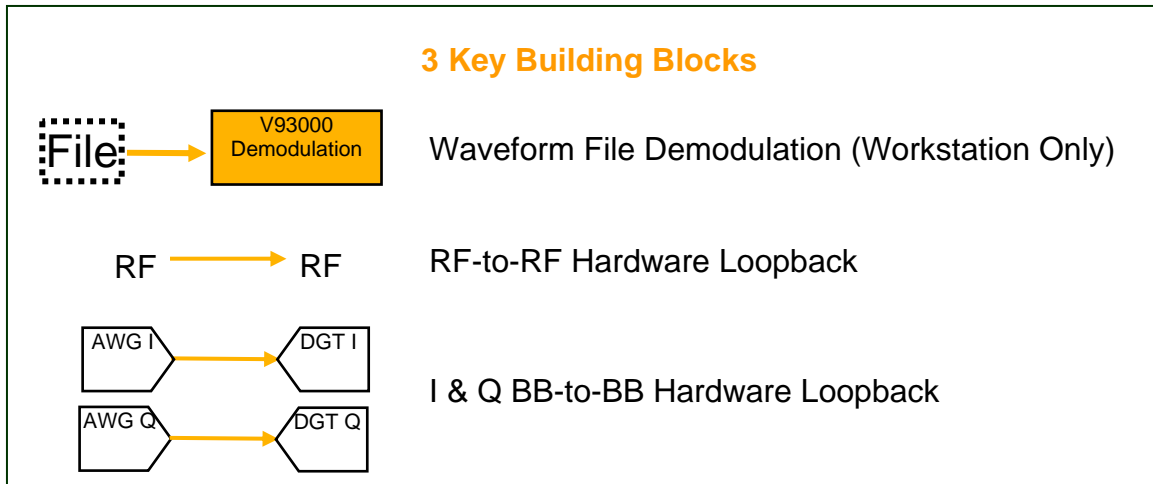 3 Key Building Blocks
File
V93000
Demodulation
Waveform File Demodulation (Workstation Only)
RF
RF
RF-to-RF Hardware Loopback
AWG I
DGT I
I & Q BB-to-BB Hardware Loopback
AWG Q
DGT Q